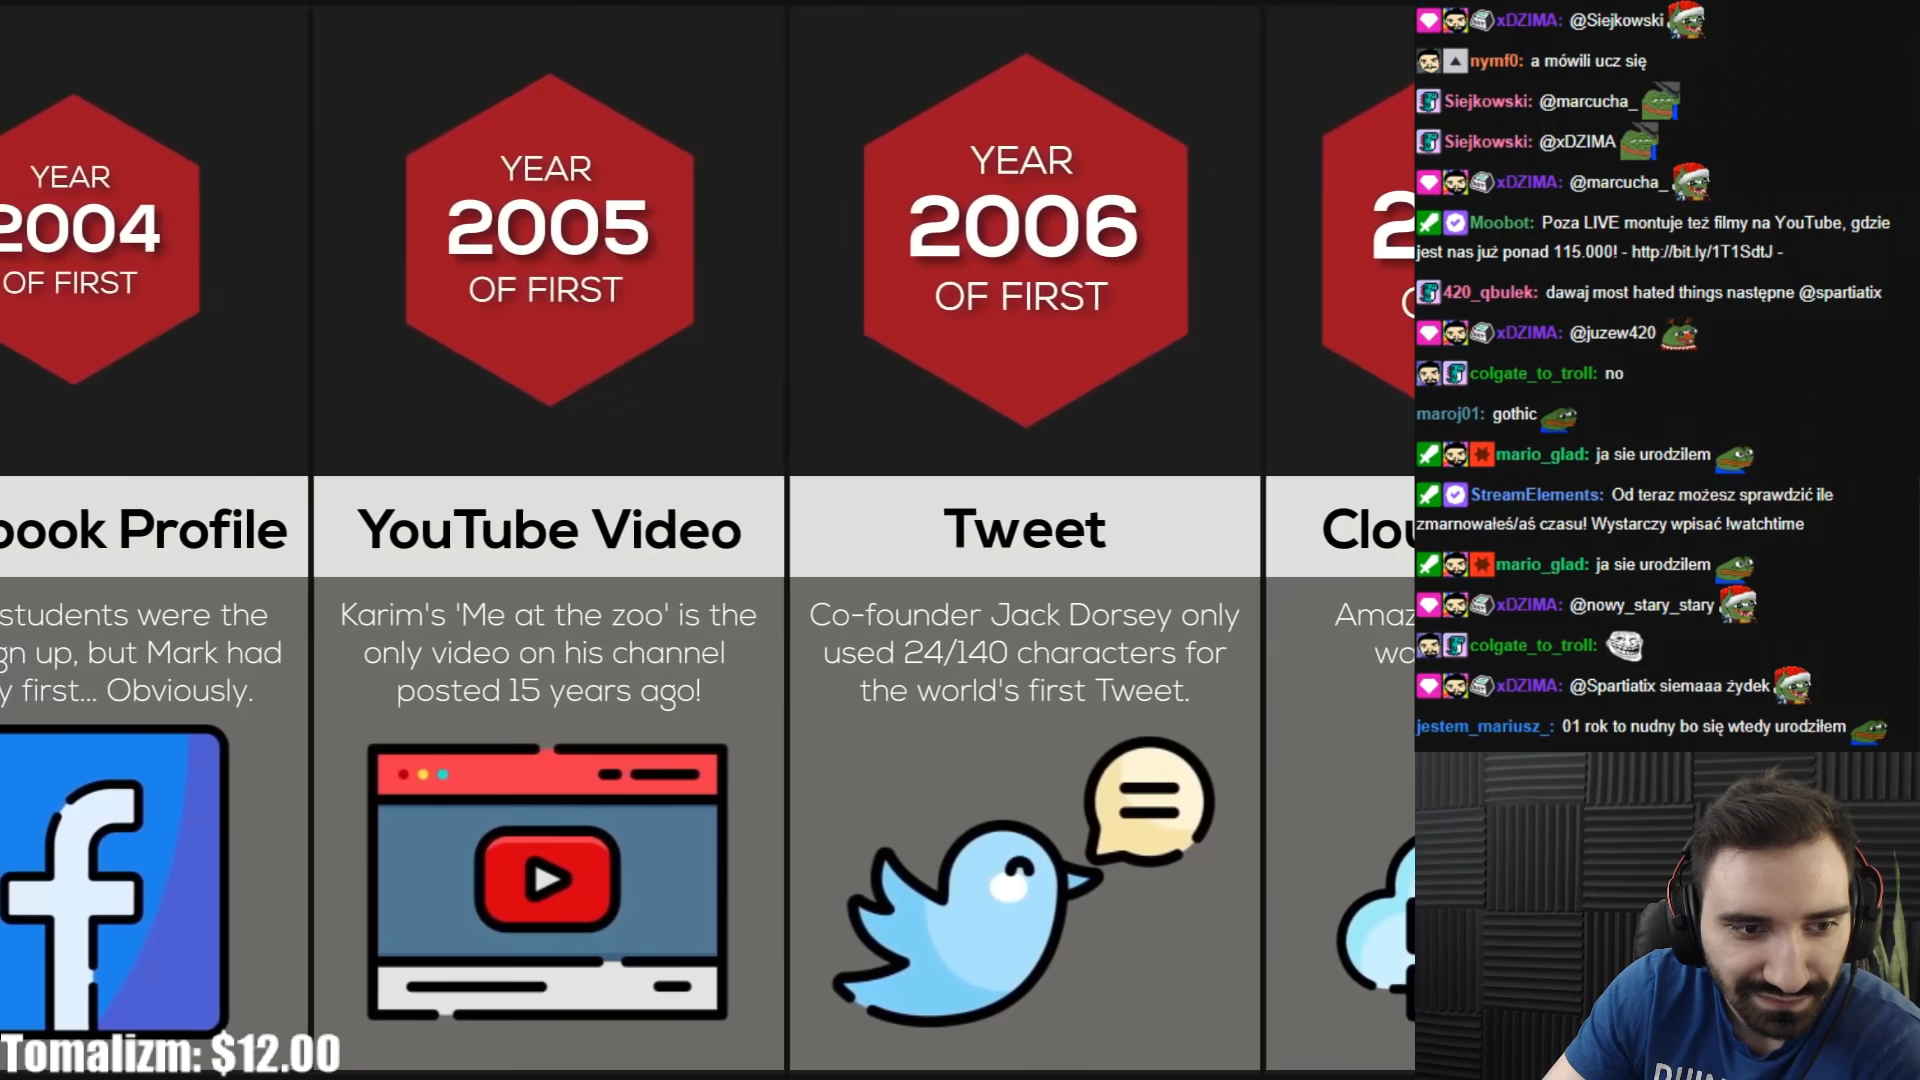 YEAR
2004
OF FIRST
YEAR
2005
OF FIRST
YEAR
2006
OF FIRST
2
book Profile
YouTube Video
Tweet
Clou
students were the
gn up, but Mark had
y first... Obviously.
Karim's 'Me at the zoo' is the
only video on his channel
posted 15 years ago!
Co-founder Jack Dorsey only
used 24/140 characters for
the world's first Tweet.
Amaz
wo
Tomalizm: $12.00
xDZIMA: @Siejkowski
nymf0: a mówili ucz się
Siejkowski: @marcucha_
Siejkowski: @xDZIMA
xDZIMA: @marcucha_
Moobot: Poza LIVE montuje też filmy na YouTube, gdzie
jest nas już ponad 115.000! - http://bit.ly/1T1SdtJ -
420_qbulek: dawaj most hated things następne @spartiatix
xDZIMA: @juzew420
colgate_to_troll: no
maroj01: gothic
mario_glad: ja sie urodzilem
StreamElements: Od teraz możesz sprawdzić ile
zmarnowałeś/aś czasu! Wystarczy wpisać !watchtime
mario_glad: ja sie urodzilem
xDZIMA: @nowy_stary_stary
colgate_to_troll:
xDZIMA: @Spartiatix siemaaa żydek
jestem_mariusz_: 01 rok to nudny bo się wtedy urodziłem